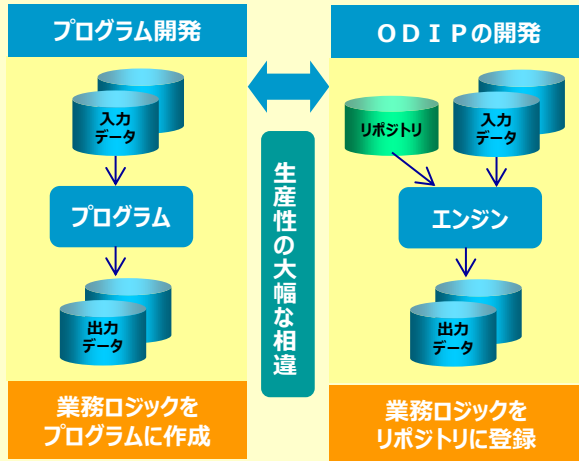 プログラム開発
入力
データ
プログラム
出力
データ
業務ロジックを
プログラムに作成
生産性の大幅な相違
ＯＤＩＰの開発
リポジトリ
入力
データ
エンジン
出力
データ
業務ロジックを
リポジトリに登録